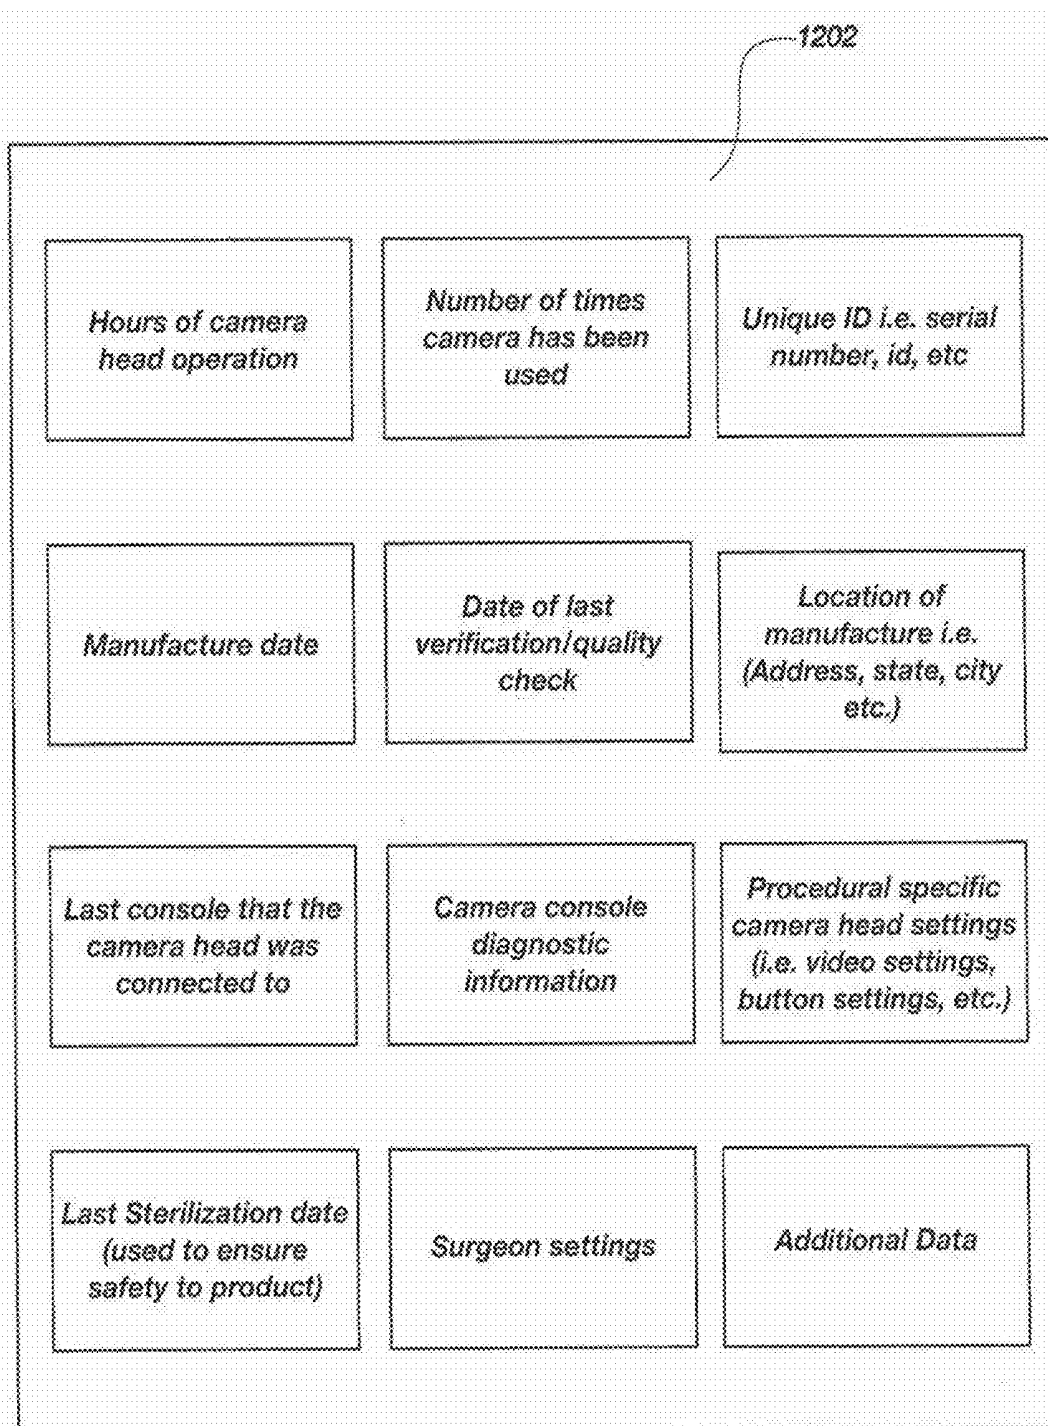 1202
Hours of camera
head operation
Number of times
camera has been
used
Unique ID i.e. serial
number, id, etc
Manufacture date
Date of last
verification/quality
check
Location of
manufacture i.e.
(Address, state, city
etc.)
Last console that the
camera head was
connected to
Camera console
diagnostic
information
Procedural specific
camera head settings
(i.e. video settings,
button settings, etc.)
Last Sterilization date
(used to ensure
safety to product)
Surgeon settings
Additional Data